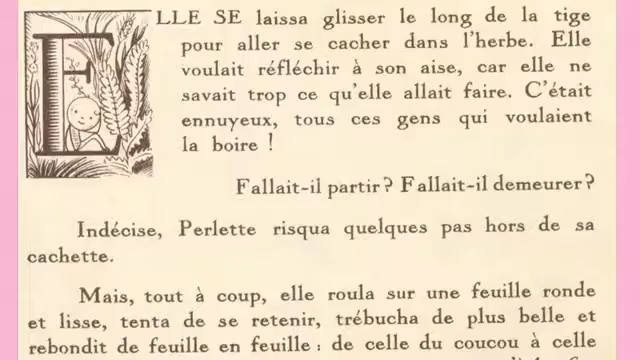 ELLE SE laissa glisser le long de la tige
pour aller se cacher dans l'herbe. Elle
voulait réfléchir à son aise, car elle ne
savait trop ce qu'elle allait faire. C'était
ennuyeux, tous ces gens qui voulaient
la boire !
Fallait-il partir ? Fallait-il demeurer ?
Indécise, Perlette risqua quelques pas hors de sa
cachette.
Mais, tout à coup, elle roula sur une feuille ronde
et lisse, tenta de se retenir, trébucha de plus belle et
rebondit de feuille en feuille : de celle du coucou à celle